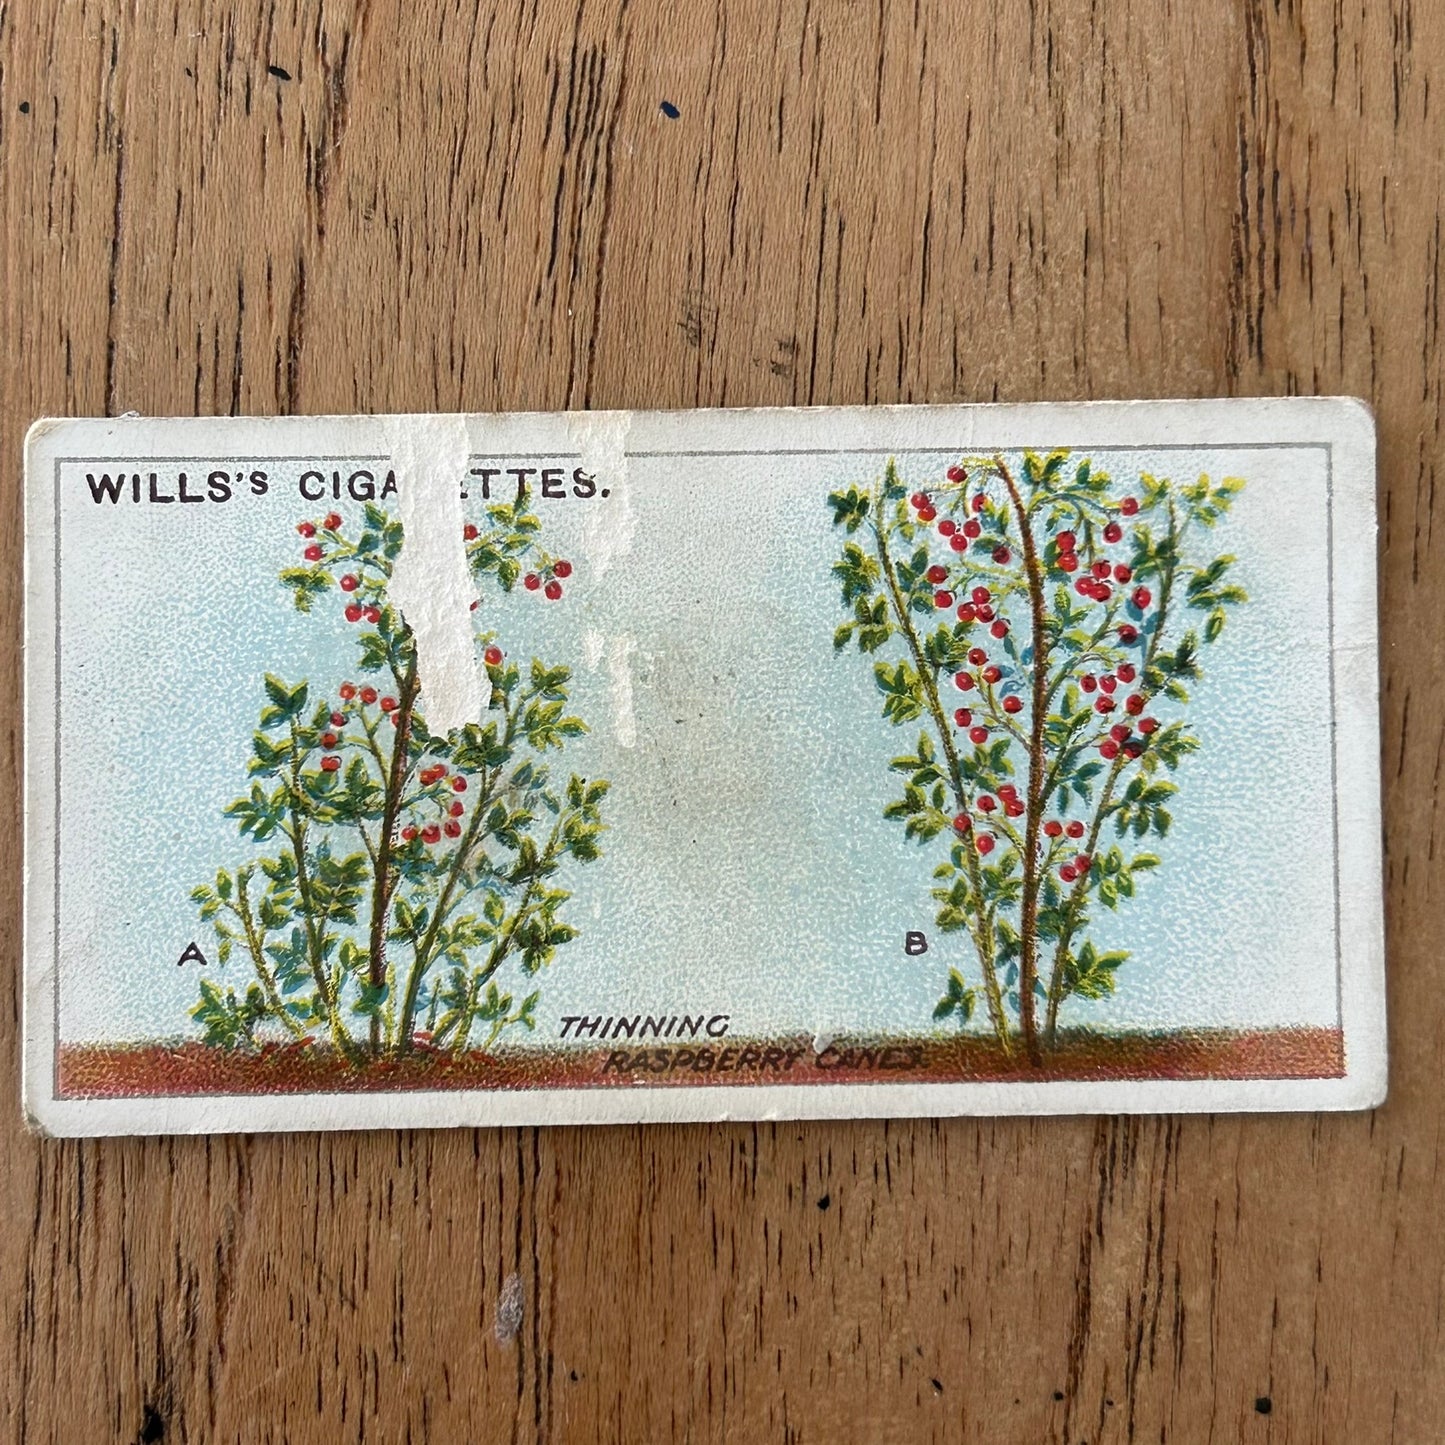 WILLS'S CIGA ETTES.
A
B
THINNING
RASPBERRY CANES.